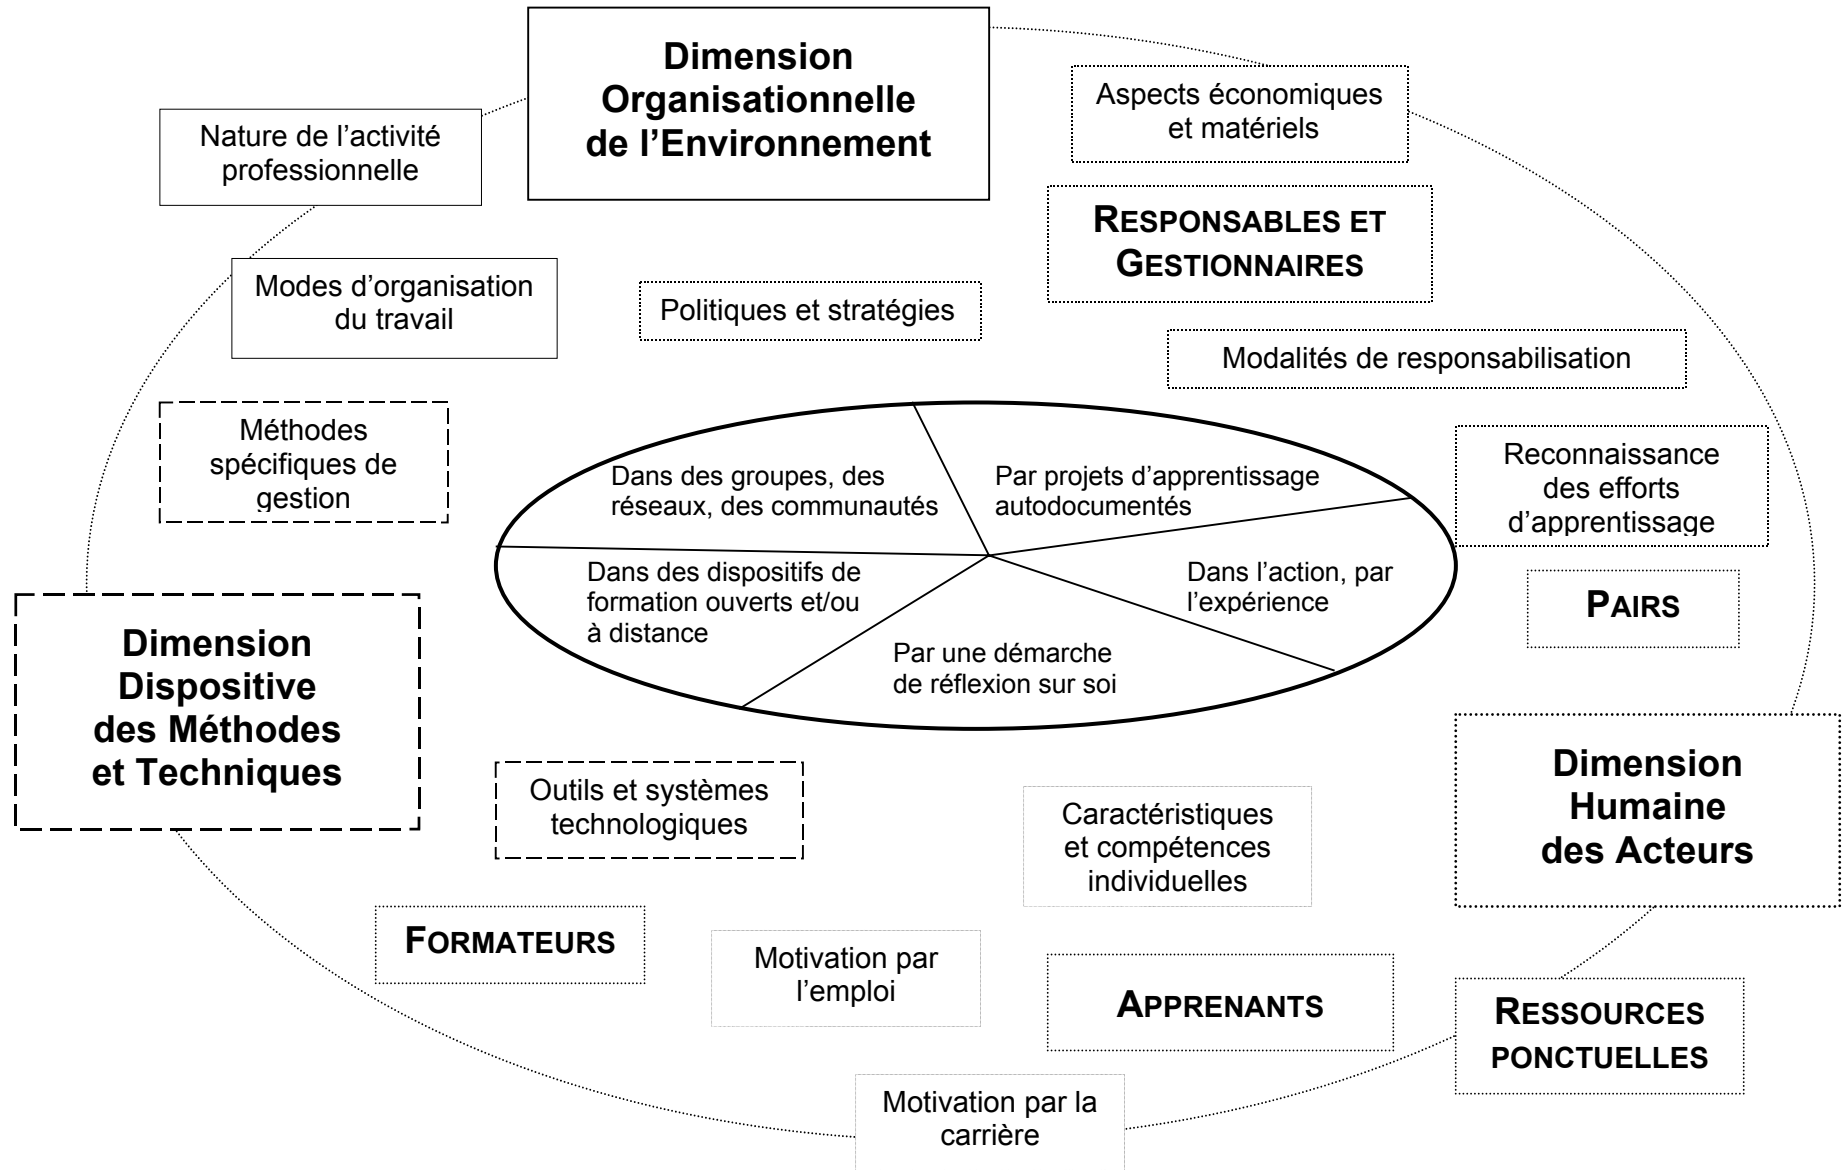 Dimension
Organisationnelle
de l’Environnement
Aspects économiques
et matériels
Nature de l’activité
professionnelle
RESPONSABLES ET
GESTIONNAIRES
Modes d’organisation
du travail
Politiques et stratégies
Modalités de responsabilisation
Méthodes
spécifiques de
gestion
Dans des groupes, des
réseaux, des communautés
Par projets d’apprentissage
autodocumentés
Reconnaissance
des efforts
d’apprentissage
Dans des dispositifs de
formation ouverts et/ou
à distance
Dans l’action, par
l’expérience
PAIRS
Par une démarche
de réflexion sur soi
Dimension
Dispositive
des Méthodes
et Techniques
Outils et systèmes
technologiques
Caractéristiques
et compétences
individuelles
Dimension
Humaine
des Acteurs
FORMATEURS
Motivation par
l’emploi
APPRENANTS
RESSOURCES
PONCTUELLES
Motivation par la
carrière